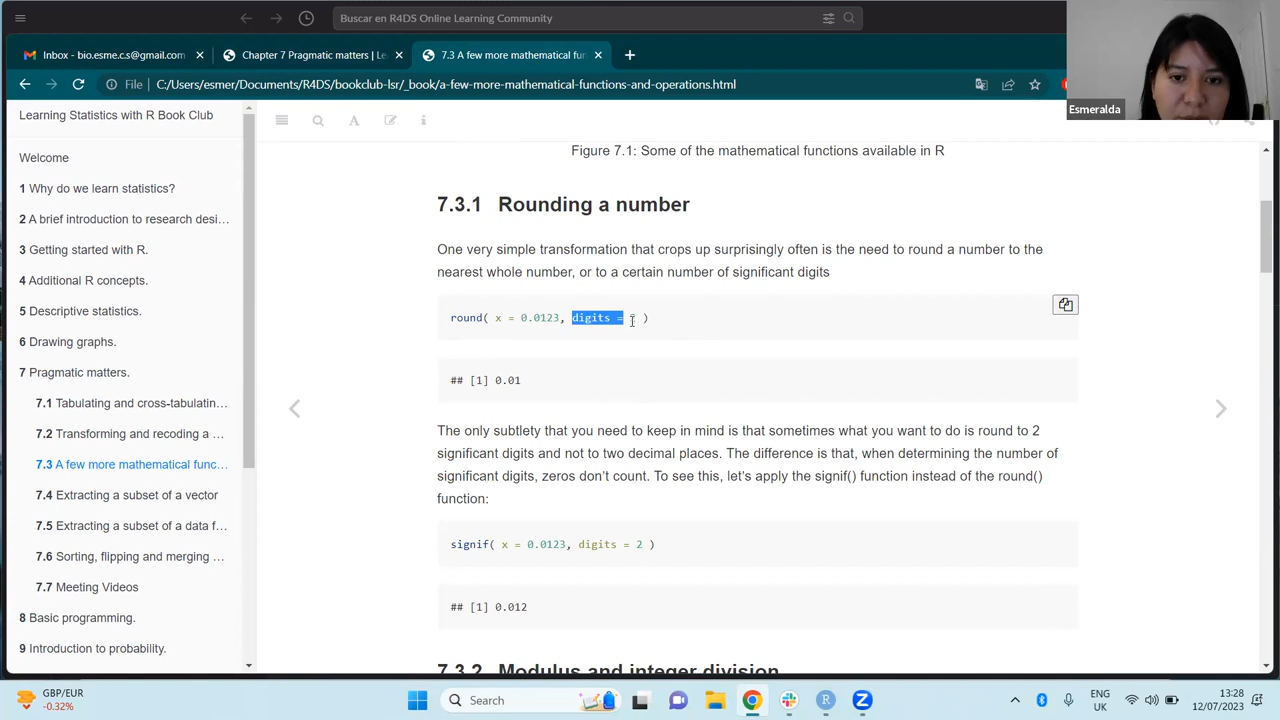 Buscar en R4DS Online Learning Community
Inbox - bio.esme.c.s@gmail.com
Chapter 7 Pragmatic matters | Le
7.3 A few more mathematical fun
File
C:/Users/esmer/Documents/R4DS/bookclub-lsr/_book/a-few-more-mathematical-functions-and-operations.html
Esmeralda
Learning Statistics with R Book Club
Welcome
1 Why do we learn statistics?
2 A brief introduction to research desi...
3 Getting started with R.
4 Additional R concepts.
5 Descriptive statistics.
6 Drawing graphs.
7 Pragmatic matters.
7.1 Tabulating and cross-tabulatin...
7.2 Transforming and recoding a ...
7.3 A few more mathematical func...
7.4 Extracting a subset of a vector
7.5 Extracting a subset of a data f...
7.6 Sorting, flipping and merging ...
7.7 Meeting Videos
8 Basic programming.
9 Introduction to probability.
Figure 7.1: Some of the mathematical functions available in R
7.3.1 Rounding a number
One very simple transformation that crops up surprisingly often is the need to round a number to the
nearest whole number, or to a certain number of significant digits
round( x = 0.0123, digits = )
## [1] 0.01
The only subtlety that you need to keep in mind is that sometimes what you want to do is round to 2
significant digits and not to two decimal places. The difference is that, when determining the number of
significant digits, zeros don't count. To see this, let's apply the signif() function instead of the round()
function:
signif( x = 0.0123, digits = 2 )
## [1] 0.012
7.3.2 Modulus and integer division
GBP/EUR
-0.32%
Search
ENG
UK
13:28
12/07/2023